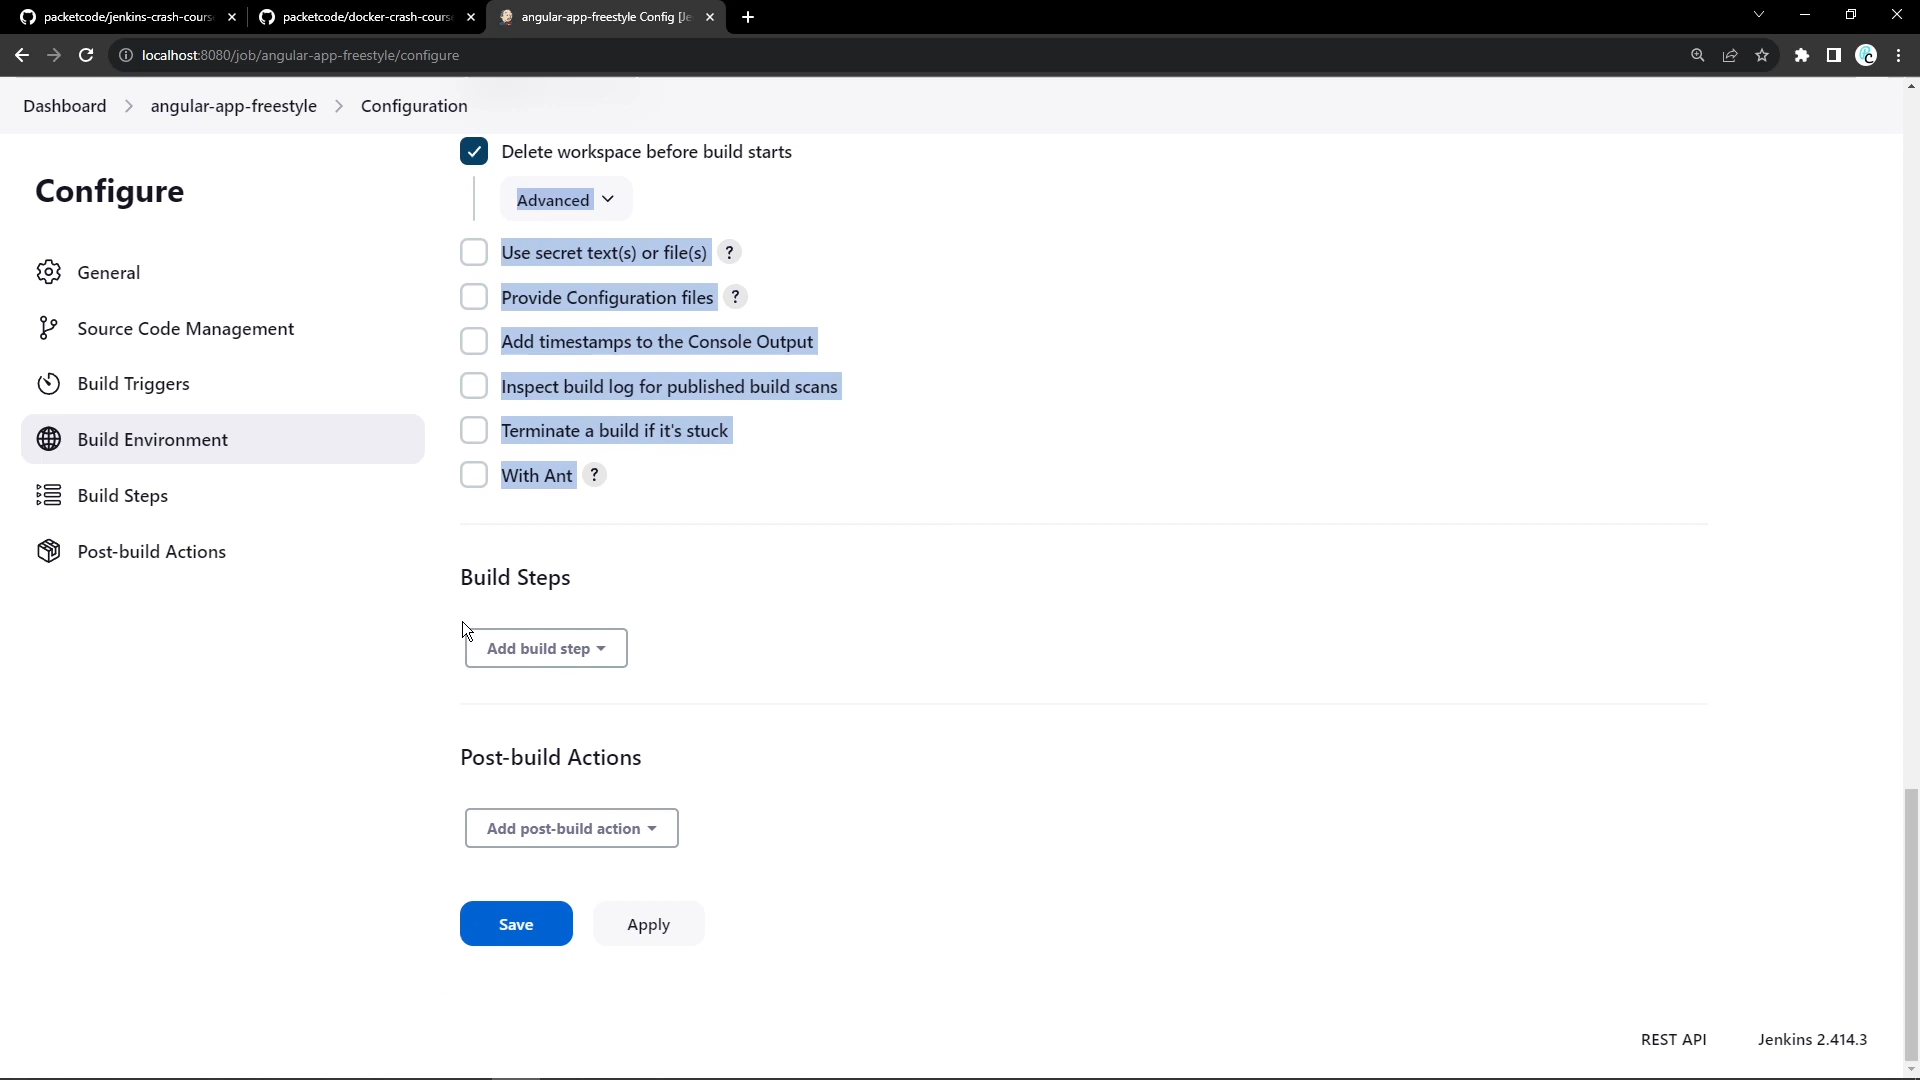 packetcode/jenkins-crash-cours
packetcode/docker-crash-cours
angular-app-freestyle Config [Je
localhost:8080/job/angular-app-freestyle/configure
Dashboard > angular-app-freestyle > Configuration
Configure
General
Source Code Management
Build Triggers
Build Environment
Build Steps
Post-build Actions
Delete workspace before build starts
Advanced
Use secret text(s) or file(s) ?
Provide Configuration files ?
Add timestamps to the Console Output
Inspect build log for published build scans
Terminate a build if it's stuck
With Ant ?
Build Steps
Add build step
Post-build Actions
Add post-build action
Save
Apply
REST API
Jenkins 2.414.3